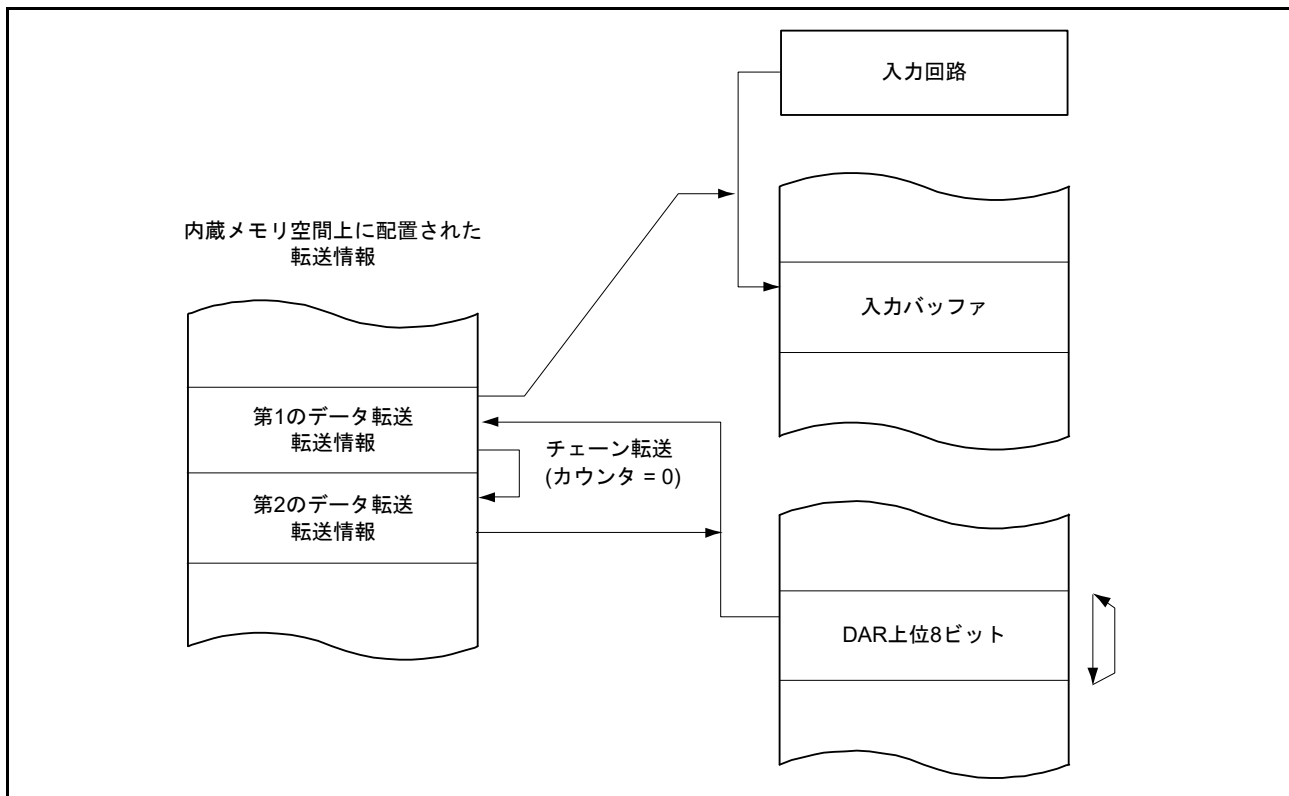 入力回路
内蔵メモリ空間上に配置された
転送情報
入力バッファ
第1のデータ転送
転送情報
チェーン転送
(カウンタ = 0)
第2のデータ転送
転送情報
DAR上位8ビット